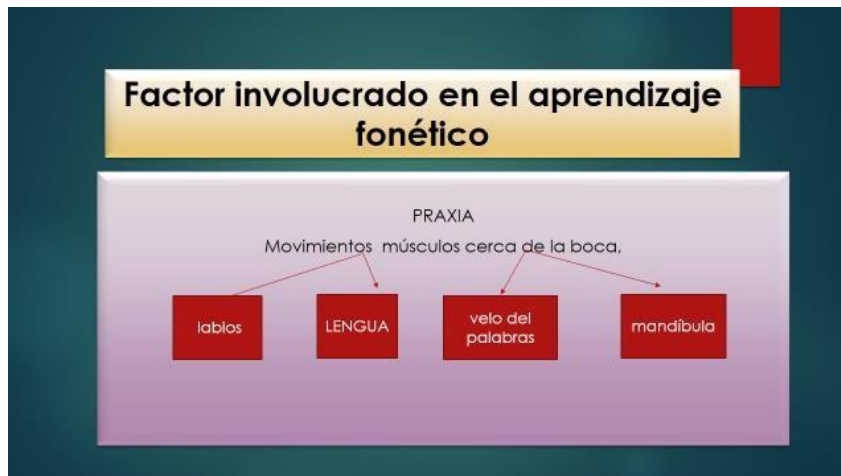 Factor involucrado en el aprendizaje
fonético
PRAXIA
Movimientos músculos cerca de la boca,
labios
LENGUA
velo del
palabras
mandíbula